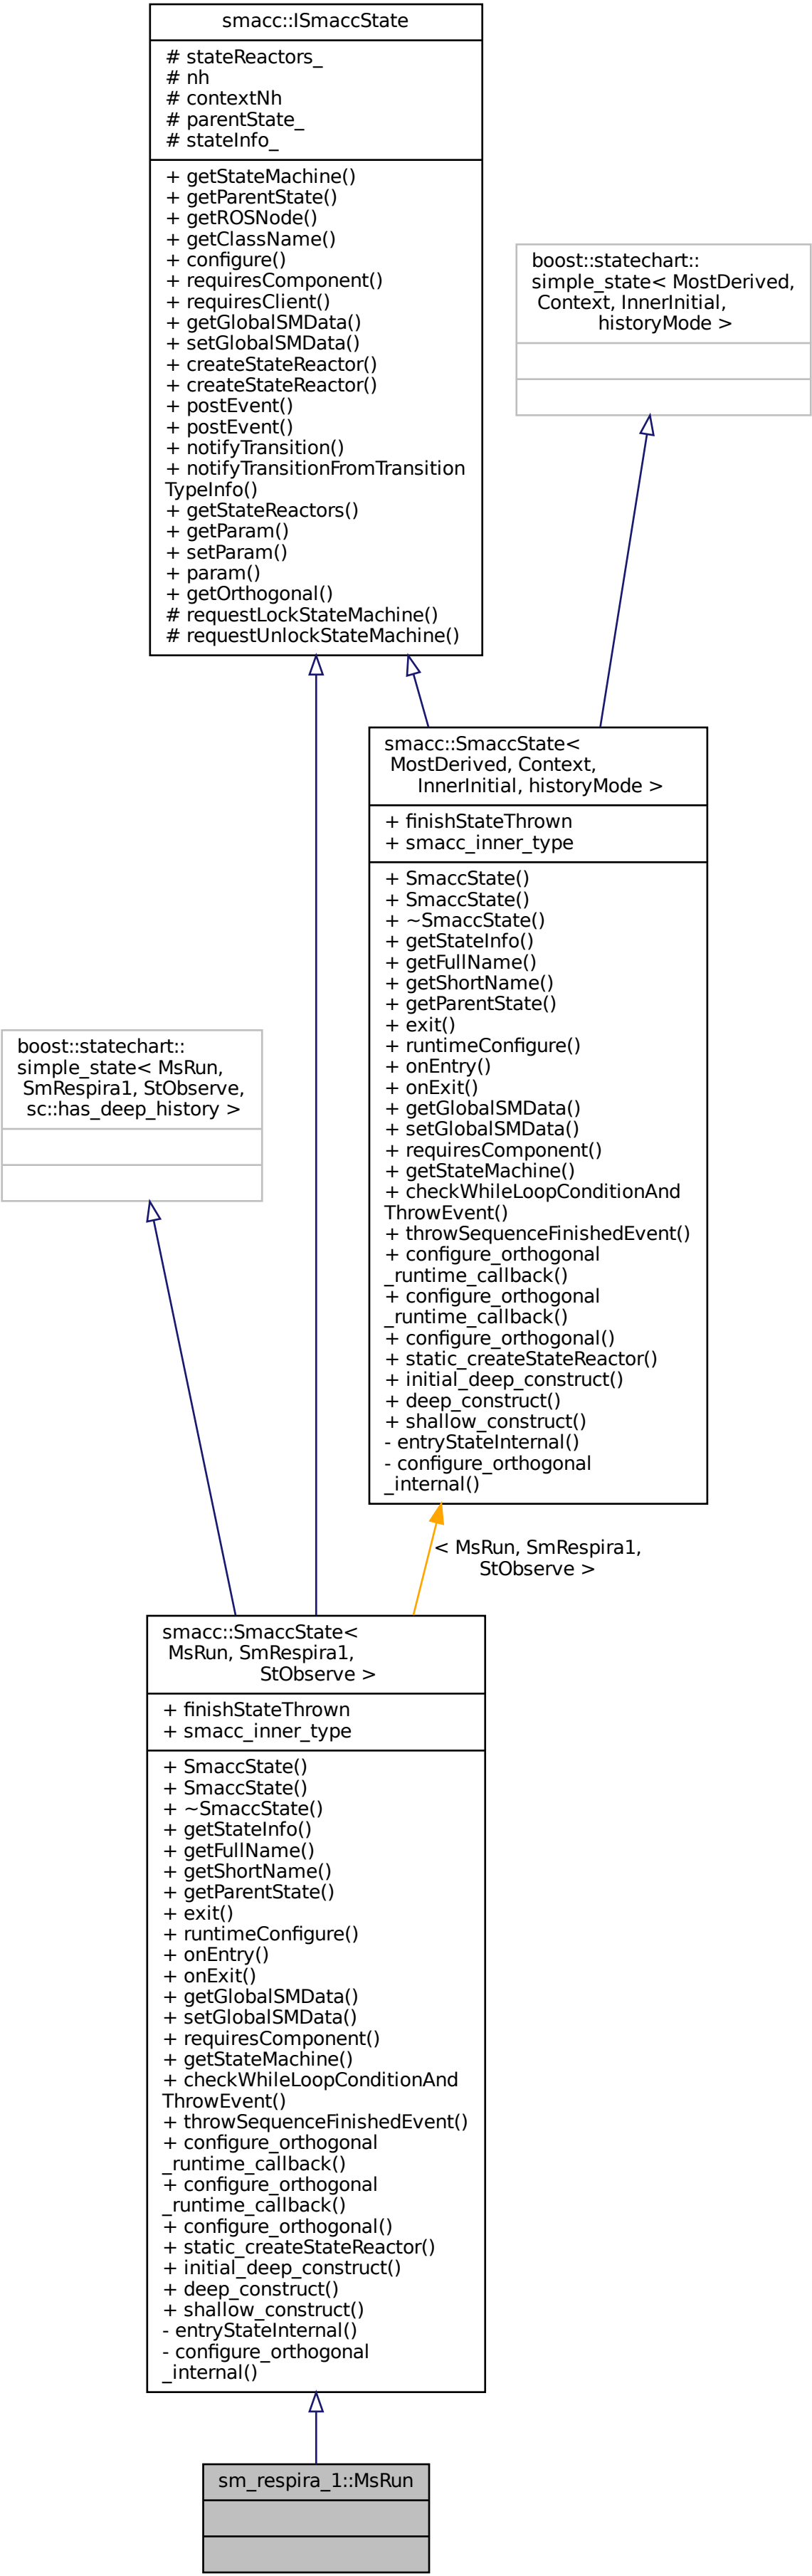 smacc::ISmaccState
# stateReactors_
# nh
# contextNh
# parentState_
# stateInfo_
+ getStateMachine()
+ getParentState()
+ getROSNode()
+ getClassName()
+ configure()
+ requiresComponent()
+ requiresClient()
+ getGlobalSMData()
+ setGlobalSMData()
+ createStateReactor()
+ createStateReactor()
+ postEvent()
+ postEvent()
+ notifyTransition()
+ notifyTransitionFromTransition
TypeInfo()
+ getStateReactors()
+ getParam()
+ setParam()
+ param()
+ getOrthogonal()
# requestLockStateMachine()
# requestUnlockStateMachine()
boost::statechart::
simple_state< MostDerived,
Context, InnerInitial,
historyMode >
smacc::SmaccState<
MostDerived, Context,
InnerInitial, historyMode >
+ finishStateThrown
+ smacc_inner_type
+ SmaccState()
+ SmaccState()
+ ~SmaccState()
+ getStateInfo()
+ getFullName()
+ getShortName()
+ getParentState()
+ exit()
+ runtimeConfigure()
+ onEntry()
+ onExit()
+ getGlobalSMData()
+ setGlobalSMData()
+ requiresComponent()
+ getStateMachine()
+ checkWhileLoopConditionAnd
ThrowEvent()
+ throwSequenceFinishedEvent()
+ configure_orthogonal
_runtime_callback()
+ configure_orthogonal
_runtime_callback()
+ configure_orthogonal()
+ static_createStateReactor()
+ initial_deep_construct()
+ deep_construct()
+ shallow_construct()
- entryStateInternal()
- configure_orthogonal
_internal()
boost::statechart::
simple_state< MsRun,
SmRespira1, StObserve,
sc::has_deep_history >
< MsRun, SmRespira1,
StObserve >
smacc::SmaccState<
MsRun, SmRespira1,
StObserve >
+ finishStateThrown
+ smacc_inner_type
+ SmaccState()
+ SmaccState()
+ ~SmaccState()
+ getStateInfo()
+ getFullName()
+ getShortName()
+ getParentState()
+ exit()
+ runtimeConfigure()
+ onEntry()
+ onExit()
+ getGlobalSMData()
+ setGlobalSMData()
+ requiresComponent()
+ getStateMachine()
+ checkWhileLoopConditionAnd
ThrowEvent()
+ throwSequenceFinishedEvent()
+ configure_orthogonal
_runtime_callback()
+ configure_orthogonal
_runtime_callback()
+ configure_orthogonal()
+ static_createStateReactor()
+ initial_deep_construct()
+ deep_construct()
+ shallow_construct()
- entryStateInternal()
- configure_orthogonal
_internal()
sm_respira_1::MsRun